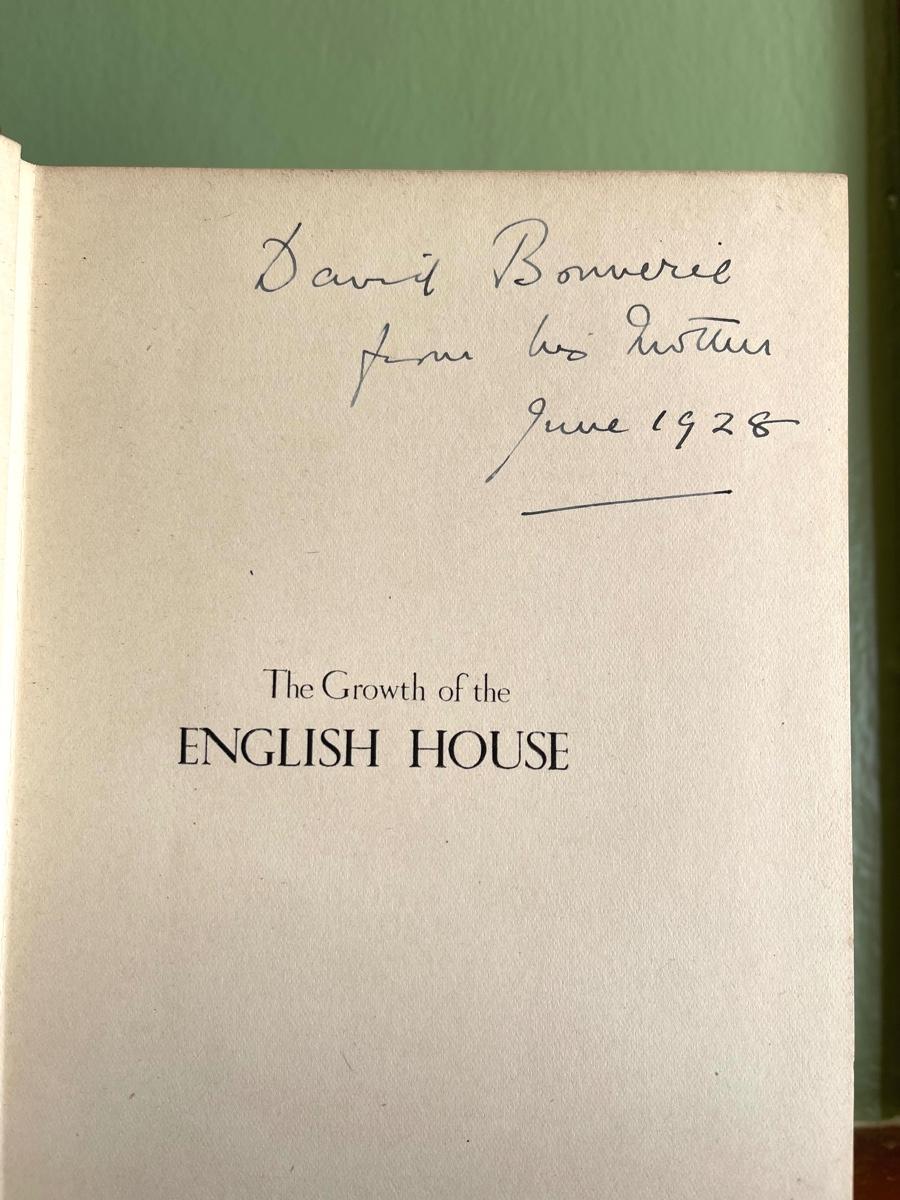 David Bouverie
from his Mother
June 1928
The Growth of the
ENGLISH HOUSE